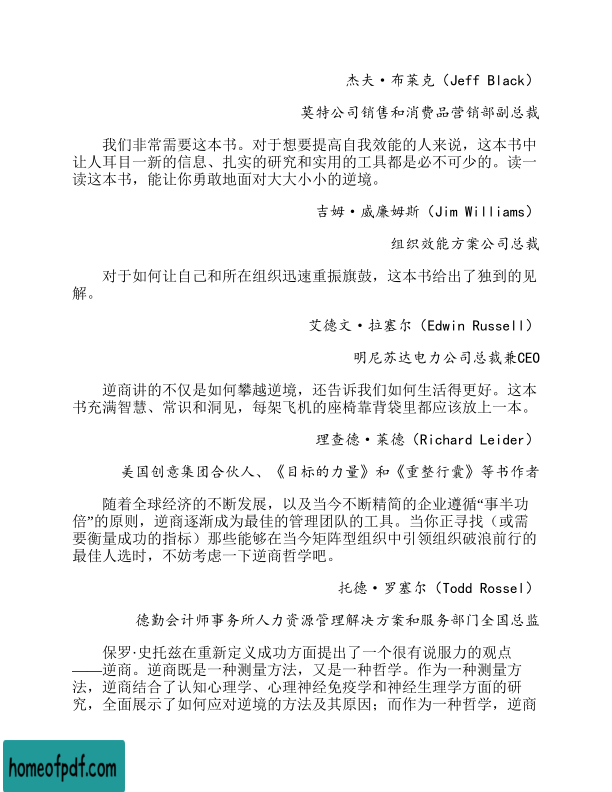 杰夫·布莱克（Jeff Black）
莫特公司销售和消费品营销部副总裁
我们非常需要这本书。对于想要提高自我效能的人来说，这本书中
让人耳目一新的信息、扎实的研究和实用的工具都是必不可少的。读一
读这本书，能让你勇敢地面对大大小小的逆境。
吉姆·威廉姆斯（Jim Williams）
组织效能方案公司总裁
对于如何让自己和所在组织迅速重振旗鼓，这本书给出了独到的见
解。
艾德文·拉塞尔（Edwin Russell）
明尼苏达电力公司总裁兼CEO
逆商讲的不仅是如何攀越逆境，还告诉我们如何生活得更好。这本
书充满智慧、常识和洞见，每架飞机的座椅靠背袋里都应该放上一本。
理查德·莱德（Richard Leider）
美国创意集团合伙人、《目标的力量》和《重整行囊》等书作者
随着全球经济的不断发展，以及当今不断精简的企业遵循“事半功
倍”的原则，逆商逐渐成为最佳的管理团队的工具。当你正寻找（或需
要衡量成功的指标）那些能够在当今矩阵型组织中引领组织破浪前行的
最佳人选时，不妨考虑一下逆商哲学吧。
托德·罗塞尔（Todd Rossel）
德勤会计师事务所人力资源管理解决方案和服务部门全国总监
保罗·史托兹在重新定义成功方面提出了一个很有说服力的观点
——逆商。逆商既是一种测量方法，又是一种哲学。作为一种测量方
法，逆商结合了认知心理学、心理神经免疫学和神经生理学方面的研
究，全面展示了如何应对逆境的方法及其原因；而作为一种哲学，逆商
homeofpdf.com